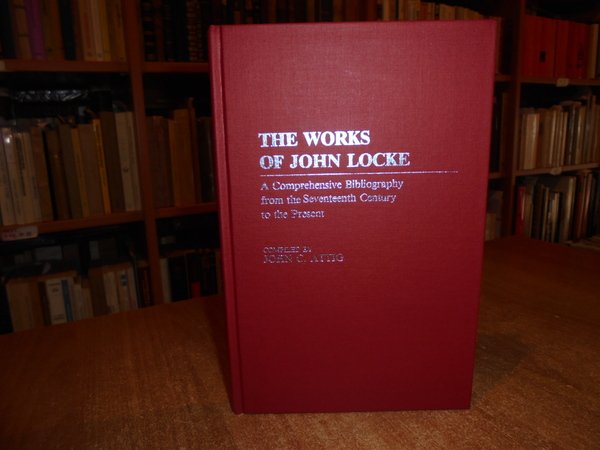 THE WORKS
OF JOHN LOCKE
A Comprehensive Bibliography
from the Seventeenth Century
to the Present
COMPILED BY
JOHN C. ATTIG